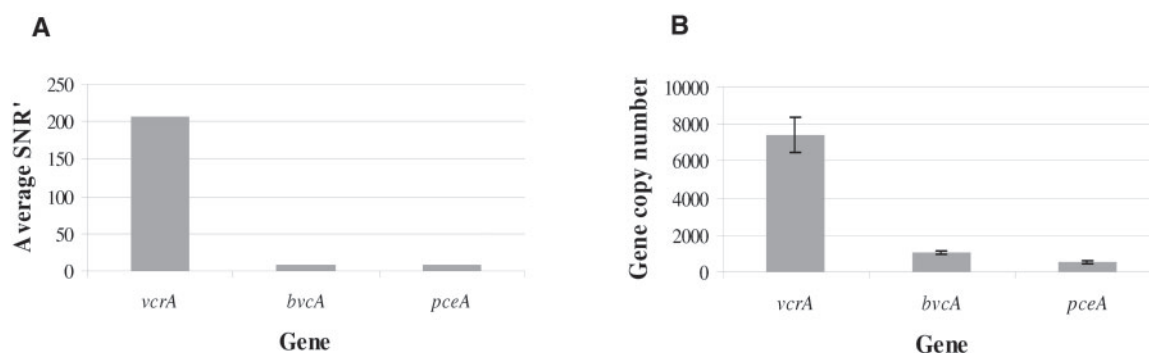 A
Average SNR'
250
200
150
100
50
0
vcrA
bvcA
pceA
Gene
B
Gene copy number
10000
8000
6000
4000
2000
0
vcrA
bvcA
pceA
Gene